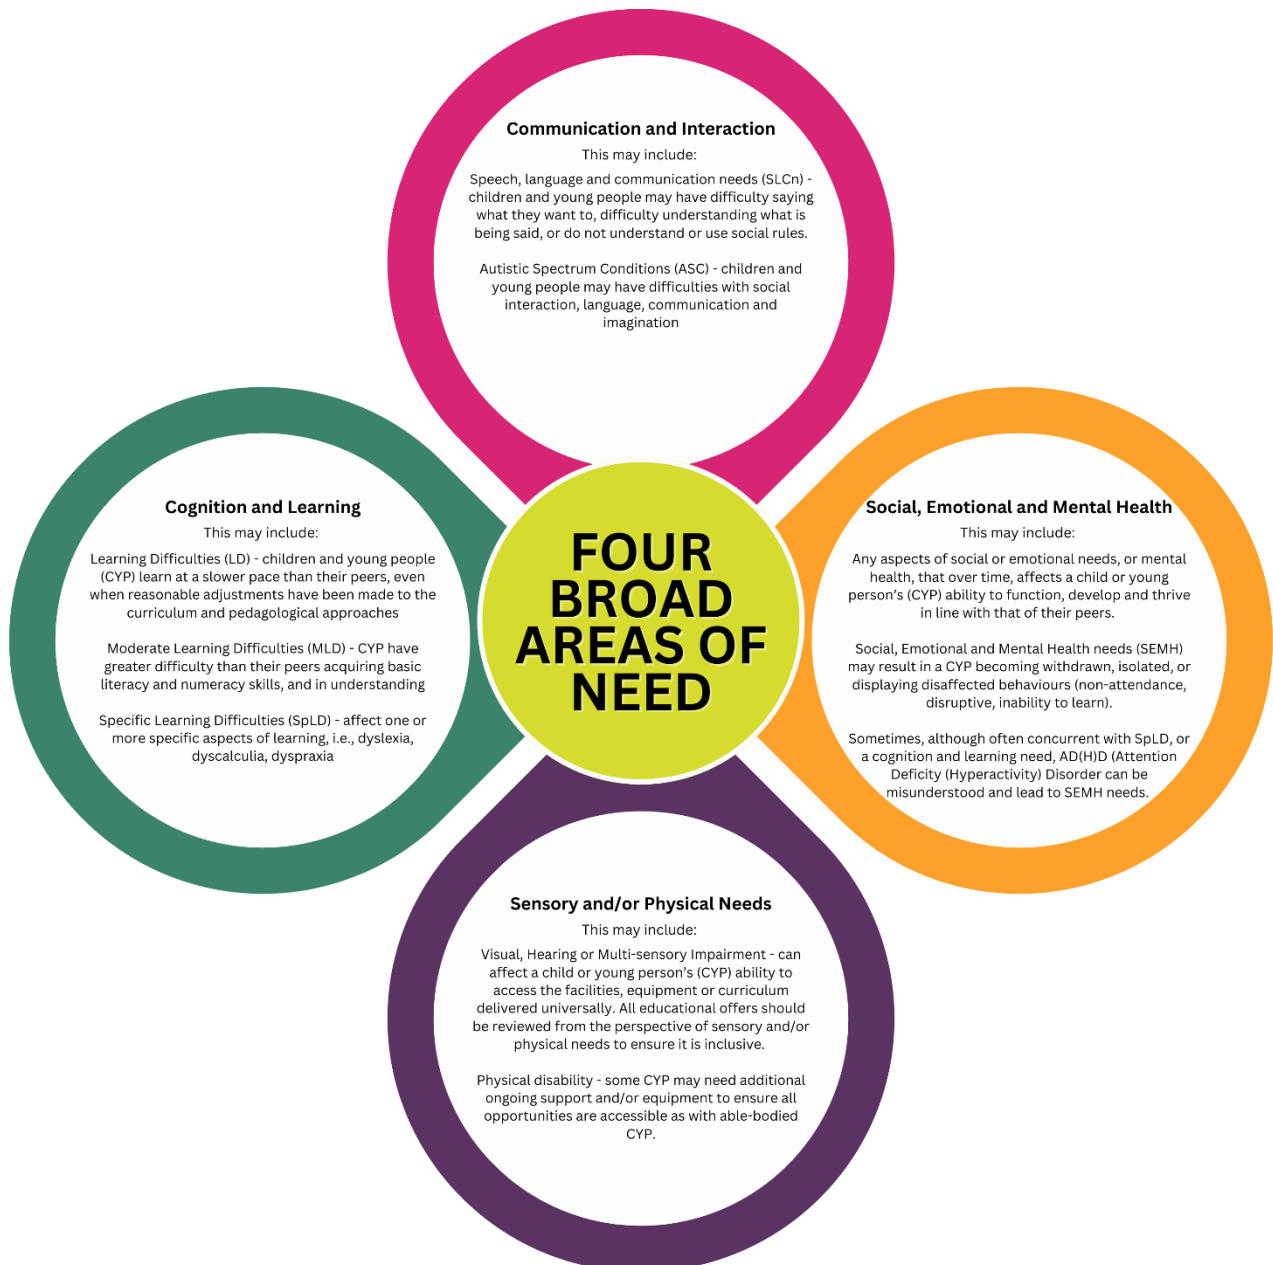 Communication and Interaction
This may include:
Speech, language and communication needs (SLCn) -
children and young people may have difficulty saying
what they want to, difficulty understanding what is
being said, or do not understand or use social rules.
Autistic Spectrum Conditions (ASC) - children and
young people may have difficulties with social
interaction, language, communication and
imagination
Cognition and Learning
This may include:
Learning Difficulties (LD) - children and young people
(CYP) learn at a slower pace than their peers, even
when reasonable adjustments have been made to the
curriculum and pedagological approaches
Moderate Learning Difficulties (MLD) - CYP have
greater difficulty than their peers acquiring basic
literacy and numeracy skills, and in understanding
Specific Learning Difficulties (SpLD) - affect one or
more specific aspects of learning, i.e., dyslexia,
dyscalculia, dyspraxia
FOUR
BROAD
AREAS OF
NEED
Social, Emotional and Mental Health
This may include:
Any aspects of social or emotional needs, or mental
health, that over time, affects a child or young
person's (CYP) ability to function, develop and thrive
in line with that of their peers.
Social, Emotional and Mental Health needs (SEMH)
may result in a CYP becoming withdrawn, isolated, or
displaying disaffected behaviours (non-attendance,
disruptive, inability to learn).
Sometimes, although often concurrent with SpLD, or
a cognition and learning need, AD(H)D (Attention
Deficity (Hyperactivity) Disorder can be
misunderstood and lead to SEMH needs.
Sensory and/or Physical Needs
This may include:
Visual, Hearing or Multi-sensory Impairment - can
affect a child or young person's (CYP) ability to
access the facilities, equipment or curriculum
delivered universally. All educational offers should
be reviewed from the perspective of sensory and/or
physical needs to ensure it is inclusive.
Physical disability - some CYP may need additional
ongoing support and/or equipment to ensure all
opportunities are accessible as with able-bodied
CYP.